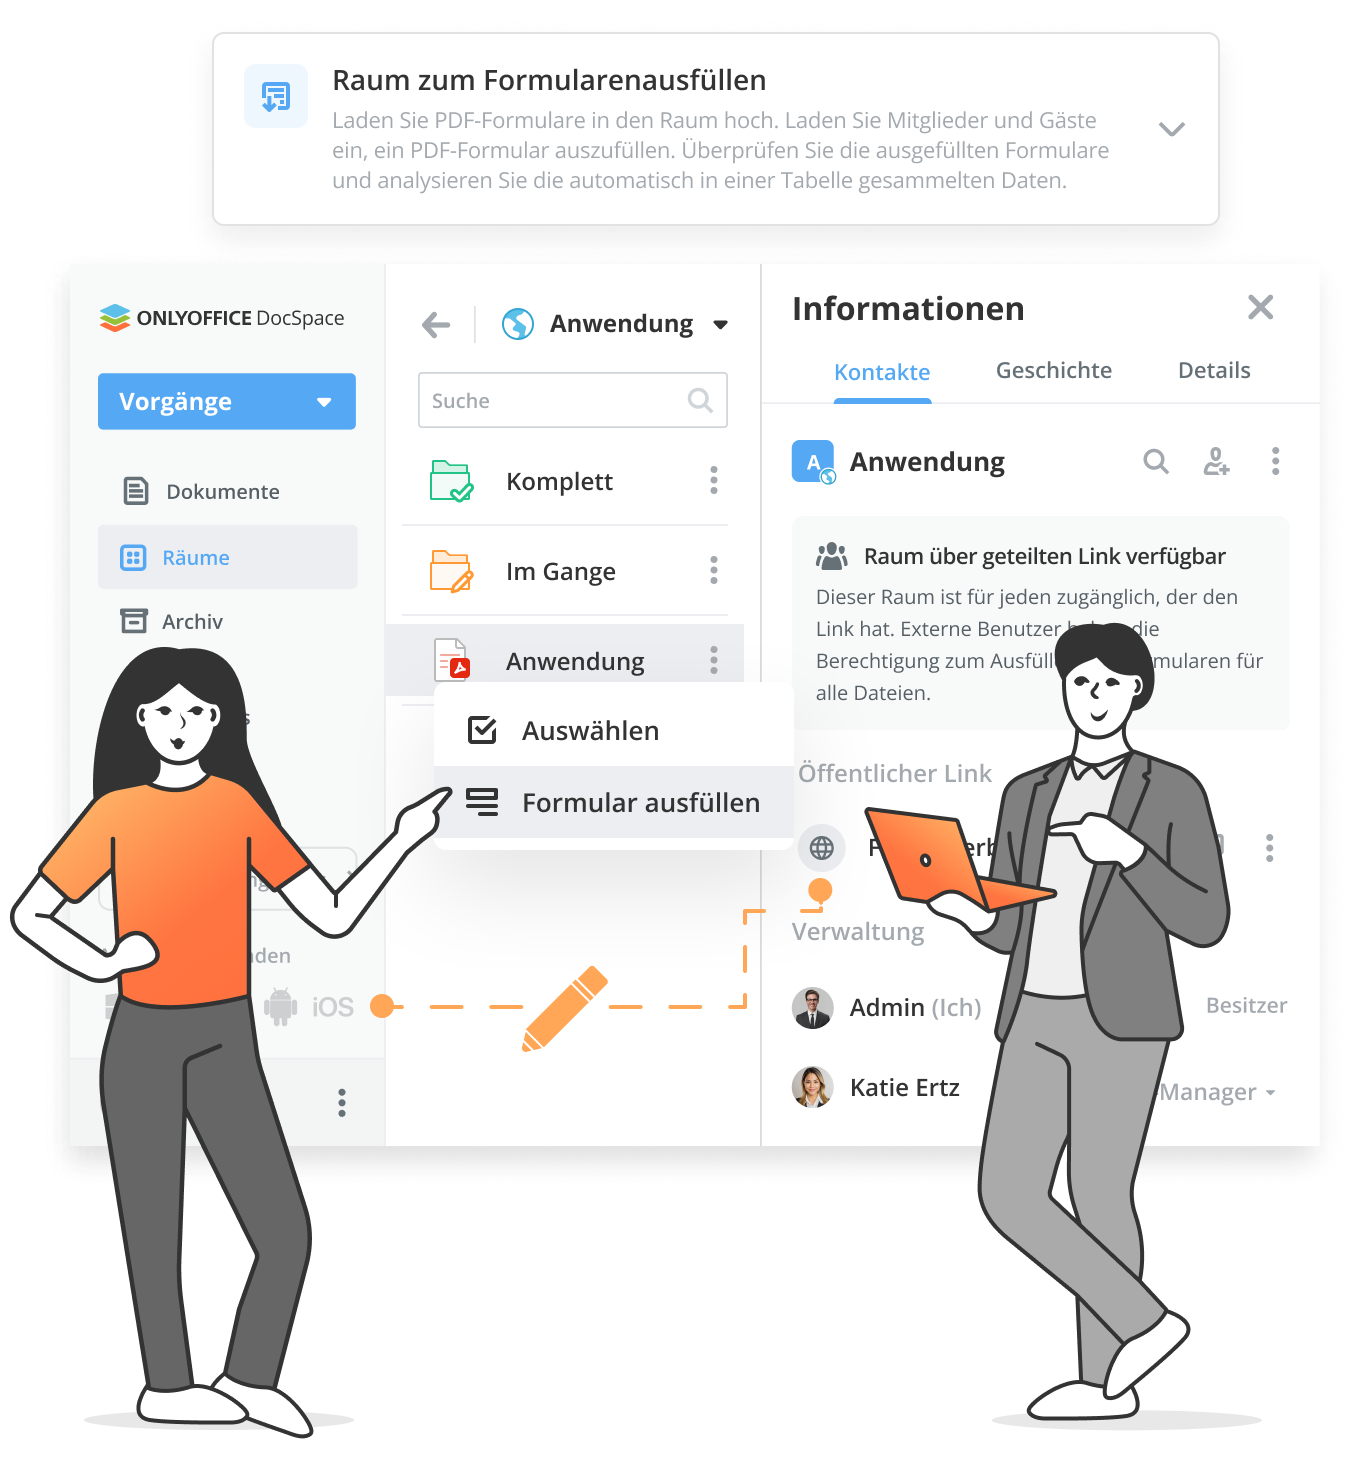 Raum zum Formularenausfüllen
Laden Sie PDF-Formulare in den Raum hoch. Laden Sie Mitglieder und Gäste
ein, ein PDF-Formular auszufüllen. Überprüfen Sie die ausgefüllten Formulare
und analysieren Sie die automatisch in einer Tabelle gesammelten Daten.
ONLYOFFICE DocSpace
Vorgänge
Dokumente
Räume
Archiv
iOS
Anwendung
Suche
Komplett
Im Gange
Anwendung
Auswählen
Formular ausfüllen
Informationen
Kontakte Geschichte Details
A Anwendung
Raum über geteilten Link verfügbar
Dieser Raum ist für jeden zugänglich, der den
Link hat. Externe Benutzer die
Berechtigung zum für
alle Dateien.
Öffentlicher Link
Verwaltung
Admin (Ich) Besitzer
Katie Ertz Manager